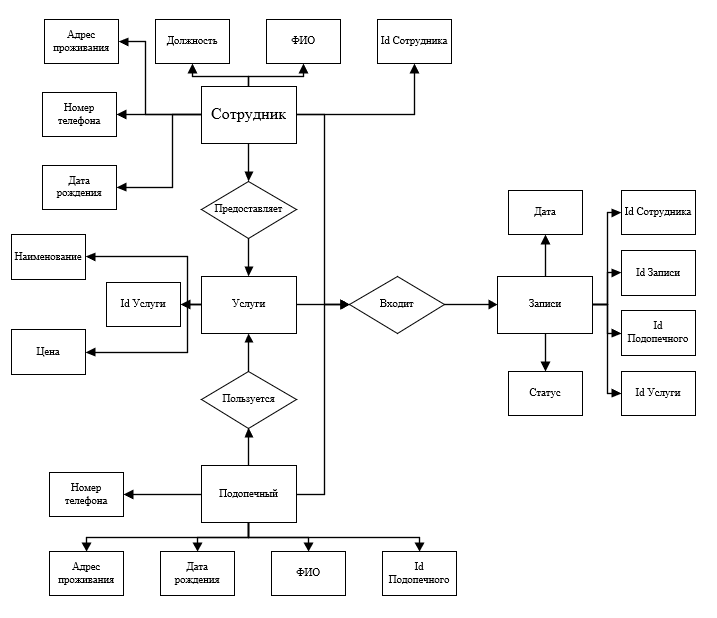 Адрес
проживания
Должность
ФИО
Id Сотрудника
Номер
телефона
Сотрудник
Дата
рождения
Предоставляет
Наименование
Id Услуги
Услуги
Цена
Входит
Дата
Записи
Id Сотрудника
Id Записи
Id
Подопечного
Статус
Id Услуги
Пользуется
Номер
телефона
Подопечный
Адрес
проживания
Дата
рождения
ФИО
Id
Подопечного